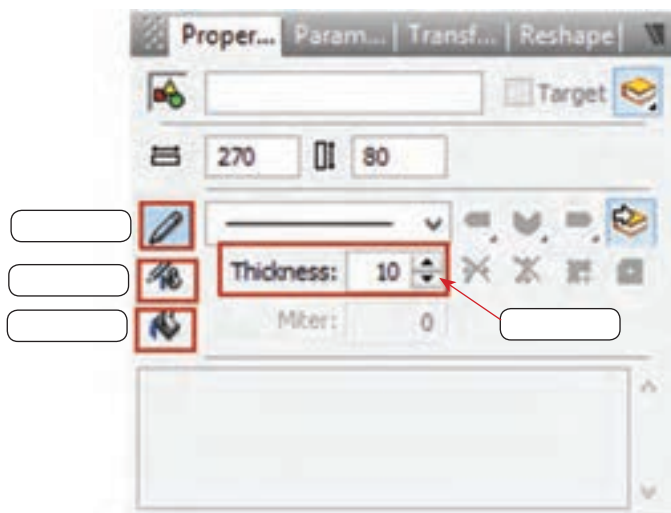 Proper... Param... Transf... Reshape
Target
270 80
Thickness: 10
Miter: 0